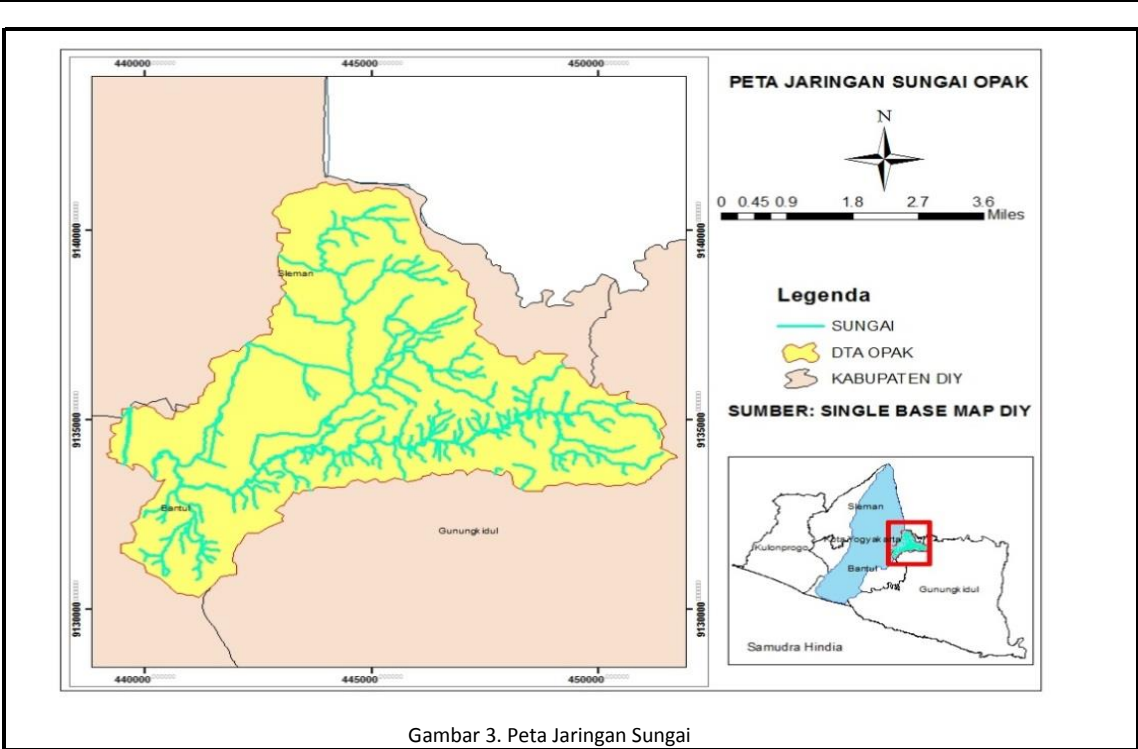 440000 445000 450000
9140000 9140000
Sleman
9135000 9135000
Bantul
Gunungkidul
9130000 9130000
440000 445000 450000
PETA JARINGAN SUNGAI OPAK
N
0 0.45 0.9 1.8 2.7 3.6
Miles
Legenda
SUNGAI
DTA OPAK
KABUPATEN DIY
SUMBER: SINGLE BASE MAP DIY
Sleman
Kota Yogyakarta
Kulonprogo
Bantul
Gunungkidul
Samudra Hindia
Gambar 3. Peta Jaringan Sungai